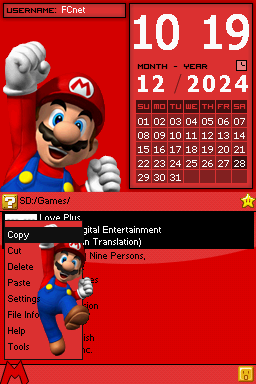 USERNAME: FCnet
10 19
MONTH - YEAR
12 / 2024
SU MO TU WE TH FR SA
01 02 03 04 05 06 07
08 09 10 11 12 13 14
15 16 17 18 19 20 21
22 23 24 25 26 27 28
29 30 31
SD:/Games/
Love Plus
Copy
gital Entertainment
n Translation)
Cut
Nine Persons,
Delete
Paste
Settings
File Info
Help
Tools